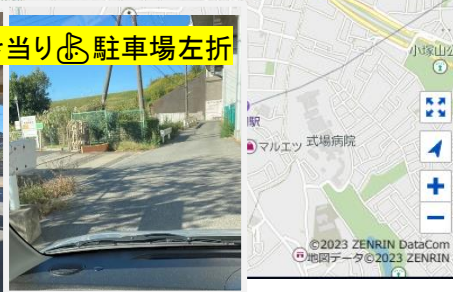 当り⛳駐車場左折
小塚山公
駅
マルエツ 式場病院
©2023 ZENRIN DataCom
地図データ©2023 ZENRIN